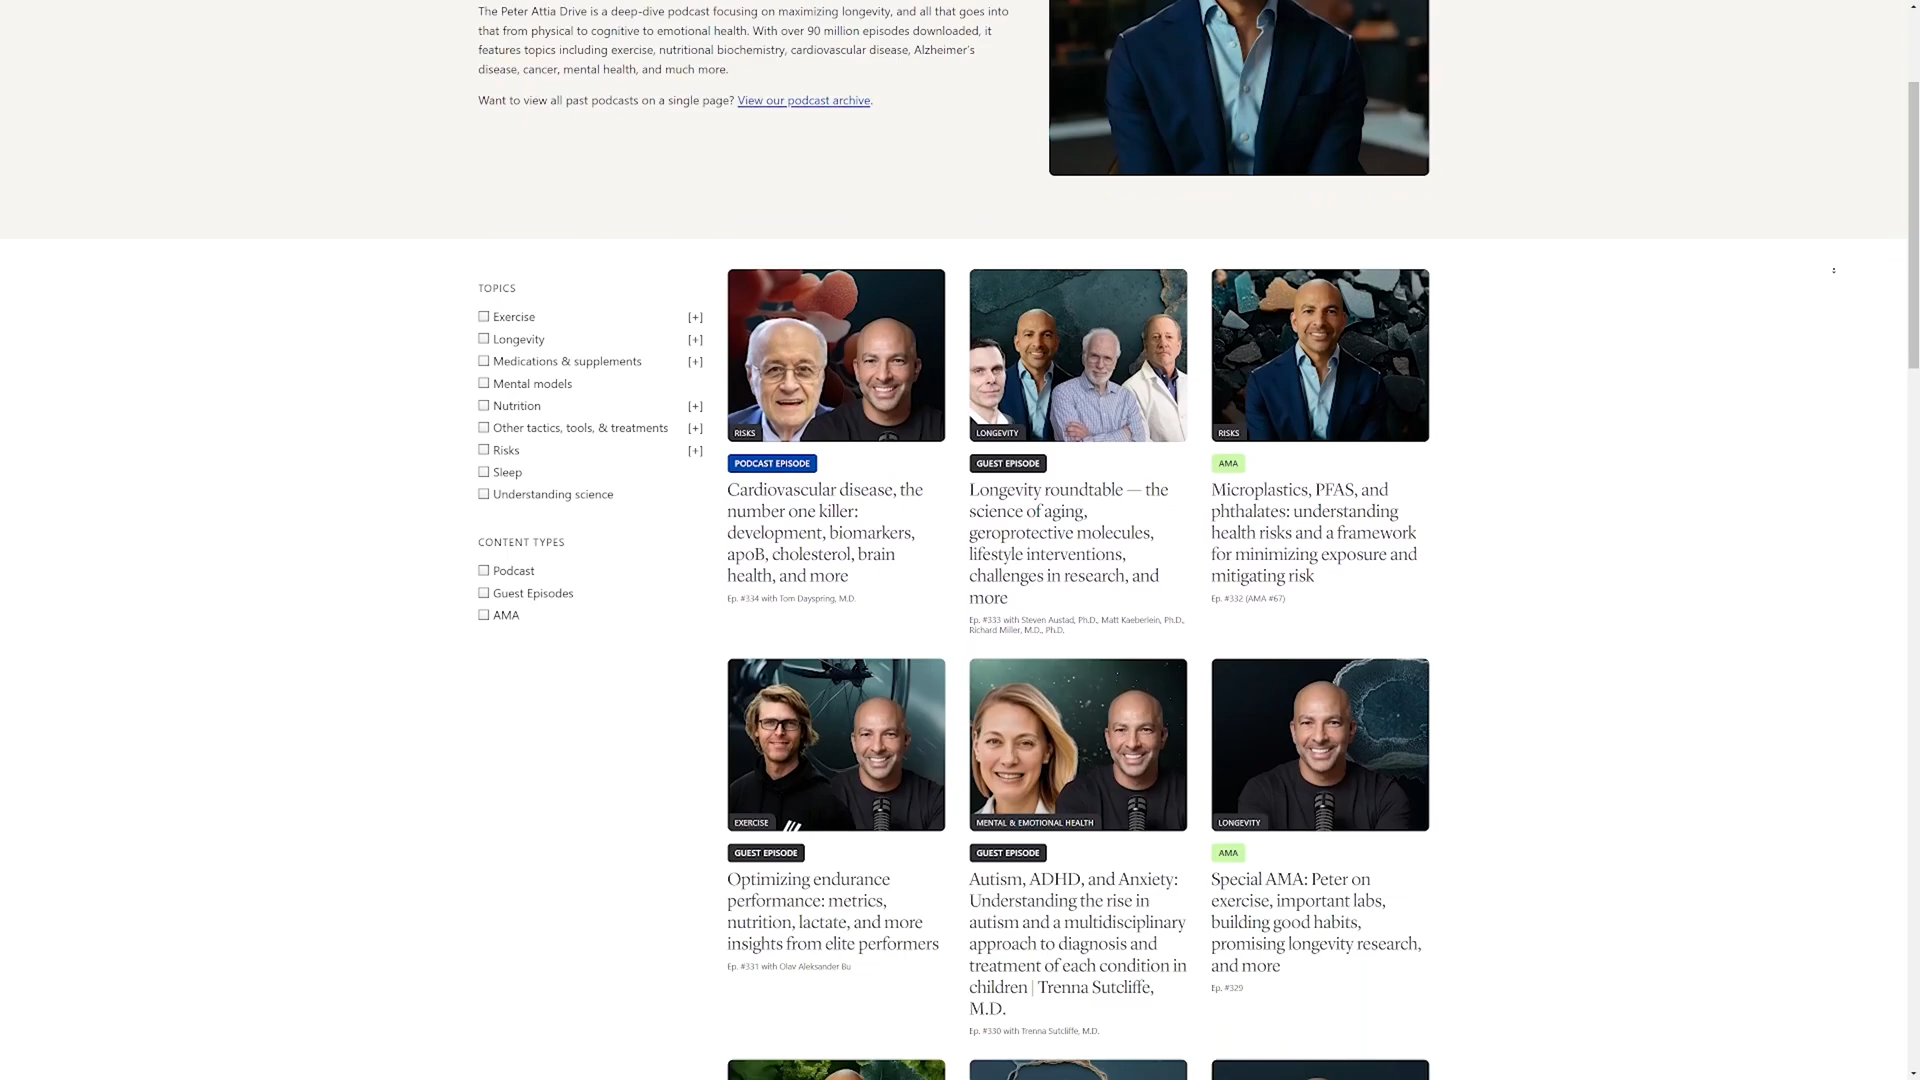 The Peter Attia Drive is a deep-dive podcast focusing on maximizing longevity, and all that goes into
that from physical to cognitive to emotional health. With over 90 million episodes downloaded, it
features topics including exercise, nutritional biochemistry, cardiovascular disease, Alzheimer's
disease, cancer, mental health, and much more.
Want to view all past podcasts on a single page? View our podcast archive.
TOPICS
Exercise [+]
Longevity [+]
Medications & supplements [+]
Mental models
Nutrition [+]
Other tactics, tools, & treatments [+]
Risks [+]
Sleep
Understanding science
CONTENT TYPES
Podcast
Guest Episodes
AMA
RISKS
PODCAST EPISODE
Cardiovascular disease, the
number one killer:
development, biomarkers,
apoB, cholesterol, brain
health, and more
Ep. #334 with Tom Dayspring, M.D.
LONGEVITY
GUEST EPISODE
Longevity roundtable — the
science of aging,
geroprotective molecules,
lifestyle interventions,
challenges in research, and
more
Ep. #333 with Steven Austad, Ph.D., Matt Kaeberlein, Ph.D.,
Richard Miller, M.D., Ph.D.
RISKS
AMA
Microplastics, PFAS, and
phthalates: understanding
health risks and a framework
for minimizing exposure and
mitigating risk
Ep. #332 (AMA #67)
EXERCISE
GUEST EPISODE
Optimizing endurance
performance: metrics,
nutrition, lactate, and more
insights from elite performers
Ep. #331 with Olav Aleksander Bu
MENTAL & EMOTIONAL HEALTH
GUEST EPISODE
Autism, ADHD, and Anxiety:
Understanding the rise in
autism and a multidisciplinary
approach to diagnosis and
treatment of each condition in
children | Trenna Sutcliffe,
M.D.
Ep. #330 with Trenna Sutcliffe, M.D.
LONGEVITY
AMA
Special AMA: Peter on
exercise, important labs,
building good habits,
promising longevity research,
and more
Ep. #329